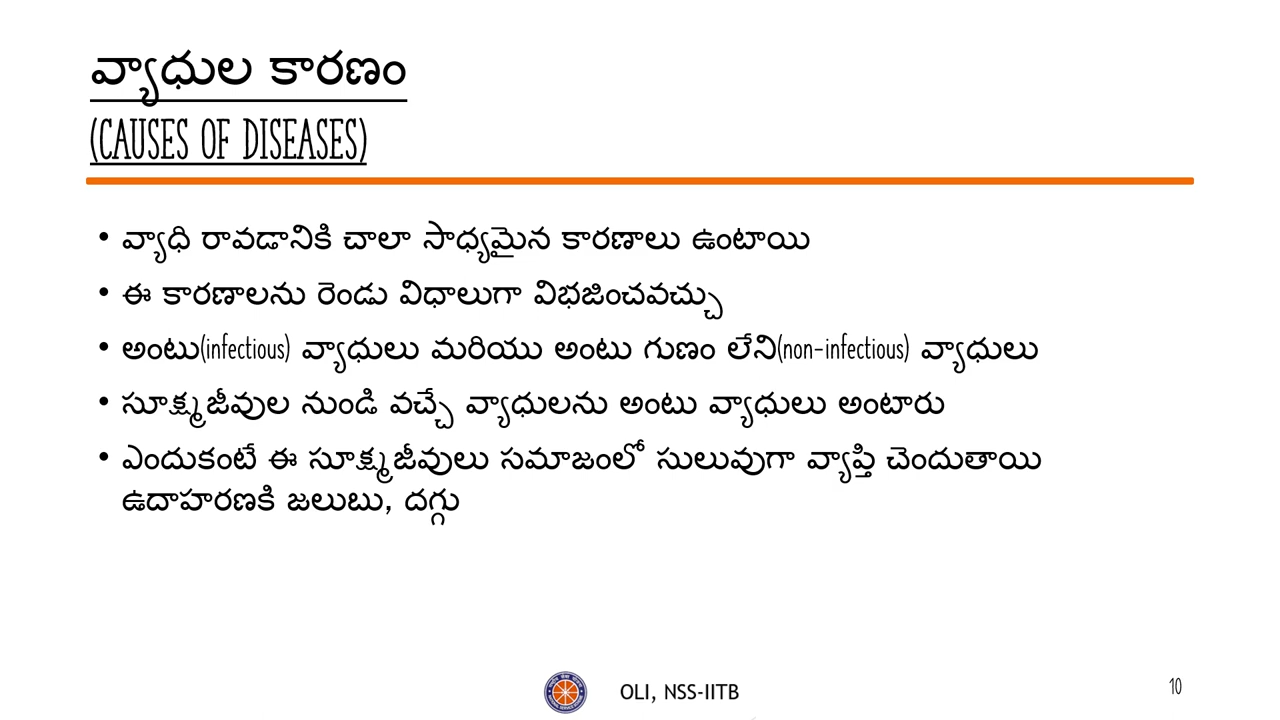 వ్యాధుల కారణం
(CAUSES OF DISEASES)
• వ్యాధి రావడానికి చాలా సాధ్యమైన కారణాలు ఉంటాయి
• ఈ కారణాలను రెండు విధాలుగా విభజించవచ్చు
• అంటు(infectious) వ్యాధులు మరియు అంటు గుణం లేని(non-infectious) వ్యాధులు
• సూక్ష్మజీవుల నుండి వచ్చే వ్యాధులను అంటు వ్యాధులు అంటారు
• ఎందుకంటే ఈ సూక్ష్మజీవులు సమాజంలో సులువుగా వ్యాప్తి చెందుతాయి
ఉదాహరణకి జలుబు, దగ్గు
OLI, NSS-IITB
10